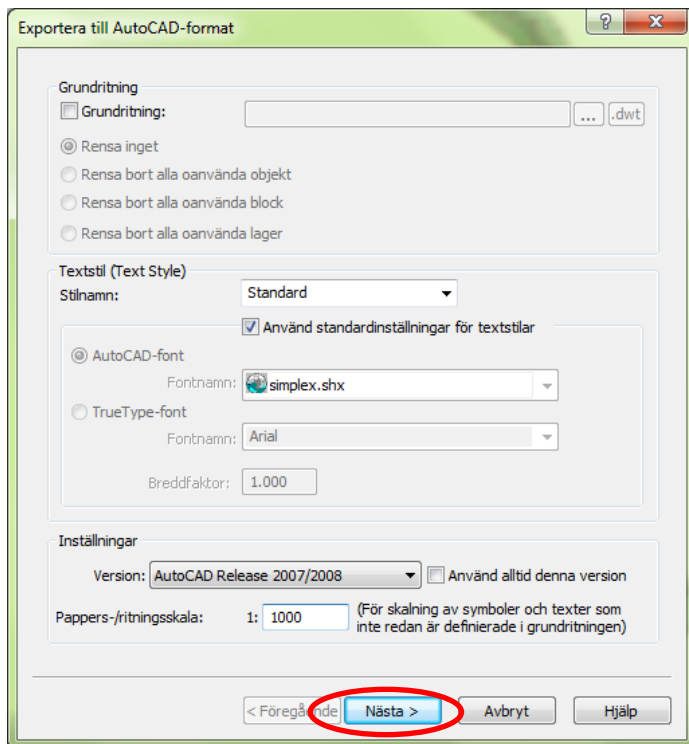 Exportera till AutoCAD-format
Grundritning
Grundritning:
... .dwt
Rensa inget
Rensa bort alla oanvända objekt
Rensa bort alla oanvända block
Rensa bort alla oanvända lager
Textstil (Text Style)
Stilnamn: Standard
Använd standardinställningar för textstilar
AutoCAD-font
Fontnamn: simplex.shx
TrueType-font
Fontnamn: Arial
Breddfaktor: 1.000
Inställningar
Version: AutoCAD Release 2007/2008 Använd alltid denna version
Pappers-/ritningsskala: 1: 1000 (För skalning av symboler och texter som
inte redan är definierade i grundritningen)
< Föregående Nästa > Avbryt Hjälp